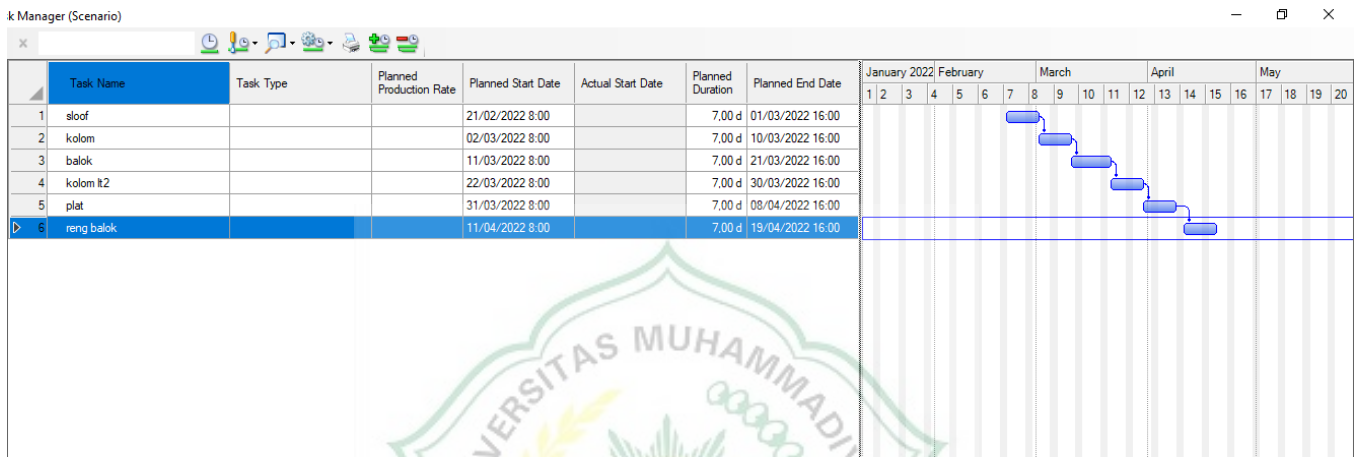 sk Manager (Scenario)
Task Name Task Type Planned Production Rate Planned Start Date Actual Start Date Planned Duration Planned End Date January 2022 February March April May
1 2 3 4 5 6 7 8 9 10 11 12 13 14 15 16 17 18 19 20
1 sloof 21/02/2022 8:00 7,00 d 01/03/2022 16:00
2 kolom 02/03/2022 8:00 7,00 d 10/03/2022 16:00
3 balok 11/03/2022 8:00 7,00 d 21/03/2022 16:00
4 kolom lt2 22/03/2022 8:00 7,00 d 30/03/2022 16:00
5 plat 31/03/2022 8:00 7,00 d 08/04/2022 16:00
6 reng balok 11/04/2022 8:00 7,00 d 19/04/2022 16:00
VERSITAS MUHAMMADI